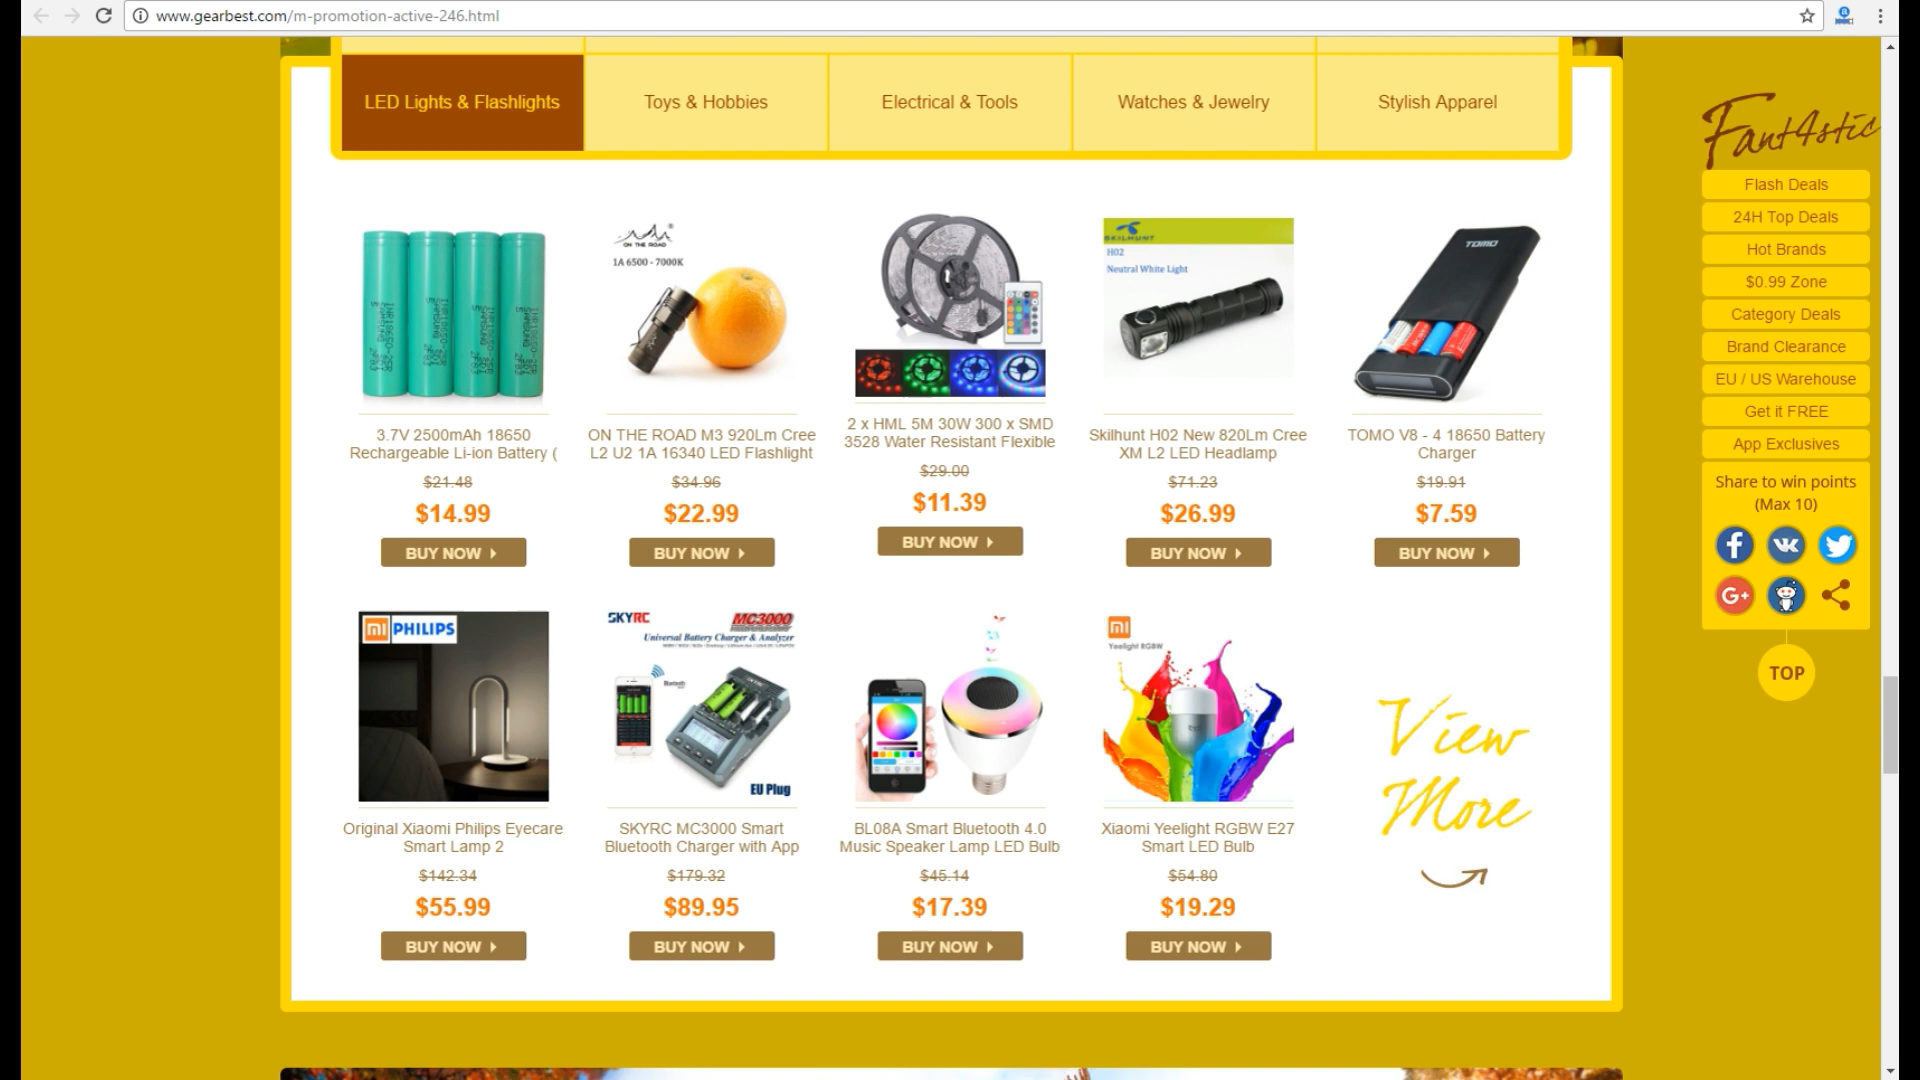 www.gearbest.com/m-promotion-active-246.html
LED Lights & Flashlights
Toys & Hobbies
Electrical & Tools
Watches & Jewelry
Stylish Apparel
Fant4stic
Flash Deals
24H Top Deals
Hot Brands
$0.99 Zone
Category Deals
Brand Clearance
EU / US Warehouse
Get it FREE
App Exclusives
Share to win points
(Max 10)
G+
TOP
ON THE ROAD
1A 6500 - 7000K
SKILHUNT
H02
Neutral White Light
TOMO
3.7V 2500mAh 18650
Rechargeable Li-ion Battery (
$21.48
$14.99
BUY NOW
ON THE ROAD M3 920Lm Cree
L2 U2 1A 16340 LED Flashlight
$34.96
$22.99
BUY NOW
2 x HML 5M 30W 300 x SMD
3528 Water Resistant Flexible
$29.00
$11.39
BUY NOW
Skilhunt H02 New 820Lm Cree
XM L2 LED Headlamp
$71.23
$26.99
BUY NOW
TOMO V8 - 4 18650 Battery
Charger
$19.91
$7.59
BUY NOW
mi PHILIPS
SKYRC
MC3000
Universal Battery Charger & Analyzer
Bluetooth
EU Plug
mi
Yeelight RGBW
View
More
Original Xiaomi Philips Eyecare
Smart Lamp 2
$142.34
$55.99
BUY NOW
SKYRC MC3000 Smart
Bluetooth Charger with App
$179.32
$89.95
BUY NOW
BL08A Smart Bluetooth 4.0
Music Speaker Lamp LED Bulb
$45.14
$17.39
BUY NOW
Xiaomi Yeelight RGBW E27
Smart LED Bulb
$54.80
$19.29
BUY NOW